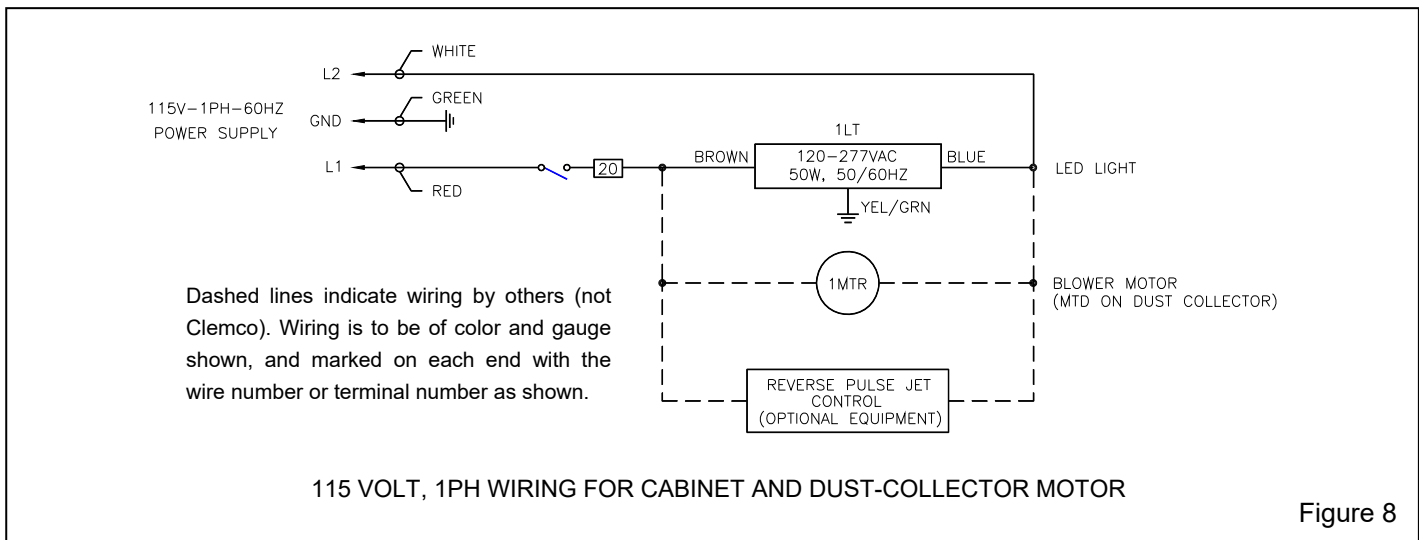 WHITE
L2
GREEN
115V-1PH-60HZ
POWER SUPPLY
GND
1LT
L1
20
BROWN
120-277VAC
50W, 50/60HZ
BLUE
LED LIGHT
RED
YEL/GRN
1MTR
BLOWER MOTOR
(MTD ON DUST COLLECTOR)
Dashed lines indicate wiring by others (not
Clemco). Wiring is to be of color and gauge
shown, and marked on each end with the
wire number or terminal number as shown.
REVERSE PULSE JET
CONTROL
(OPTIONAL EQUIPMENT)
115 VOLT, 1PH WIRING FOR CABINET AND DUST-COLLECTOR MOTOR
Figure 8